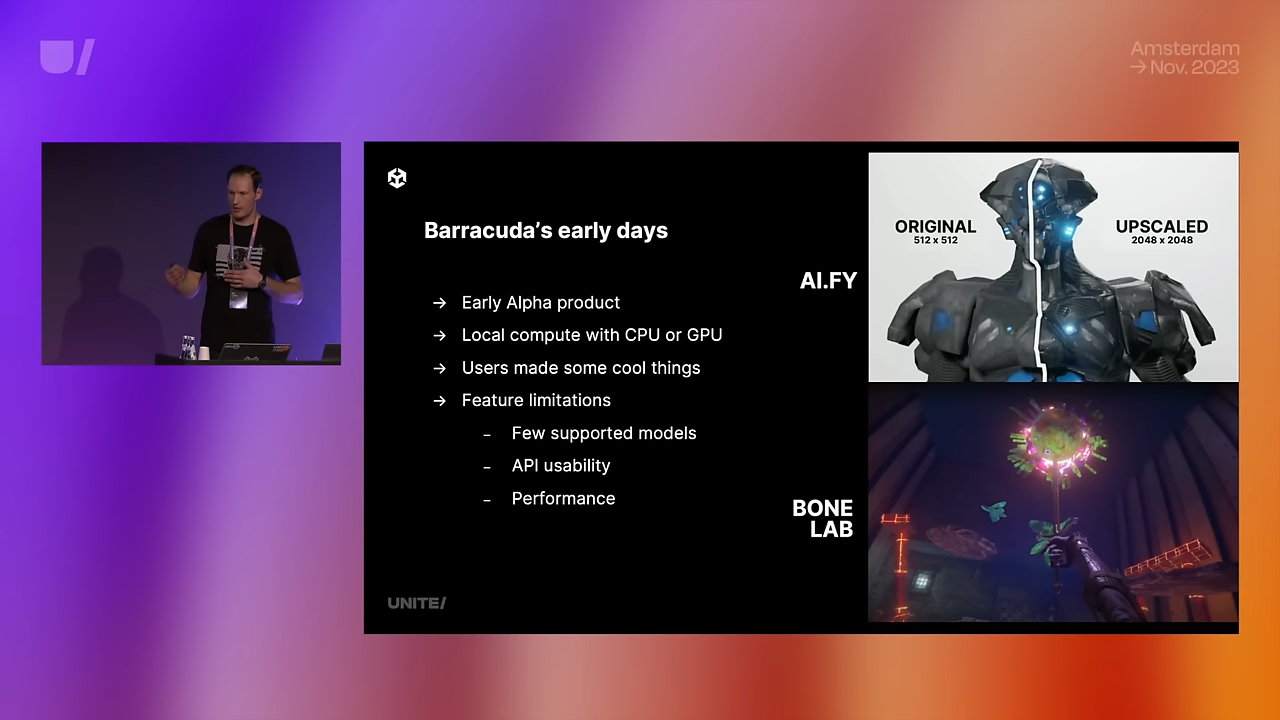 Amsterdam
→ Nov. 2023
Barracuda’s early days
→ Early Alpha product
→ Local compute with CPU or GPU
→ Users made some cool things
→ Feature limitations
– Few supported models
– API usability
– Performance
AI.FY
ORIGINAL
512 x 512
UPSCALED
2048 x 2048
BONE
LAB
UNITE/